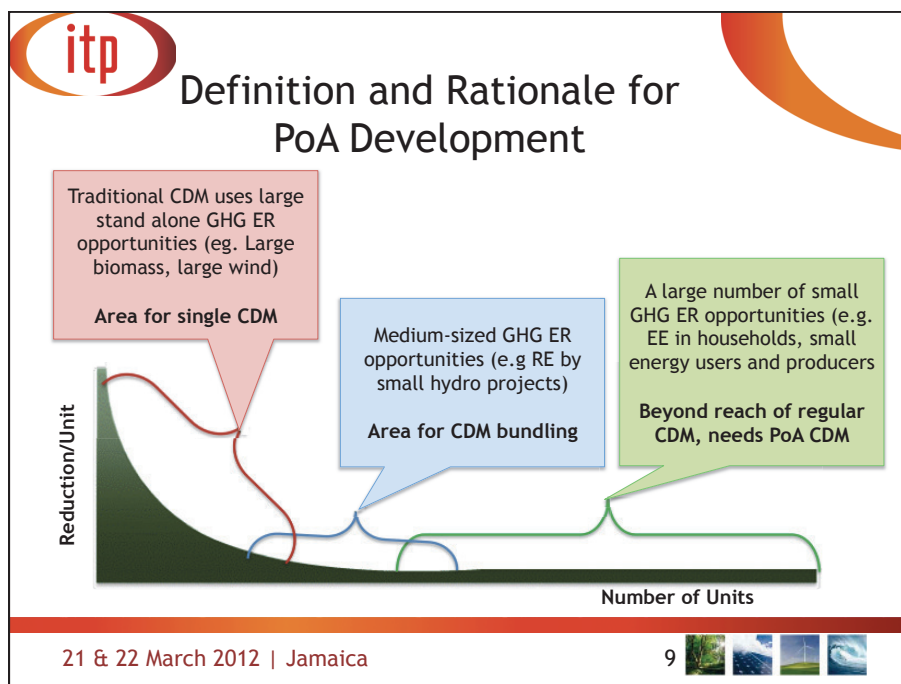 itp
Definition and Rationale for
PoA Development
Traditional CDM uses large
stand alone GHG ER
opportunities (eg. Large
biomass, large wind)
Area for single CDM
Medium-sized GHG ER
opportunities (e.g RE by
small hydro projects)
Area for CDM bundling
A large number of small
GHG ER opportunities (e.g.
EE in households, small
energy users and producers
Beyond reach of regular
CDM, needs PoA CDM
Reduction/Unit
Number of Units
21 & 22 March 2012 | Jamaica
9